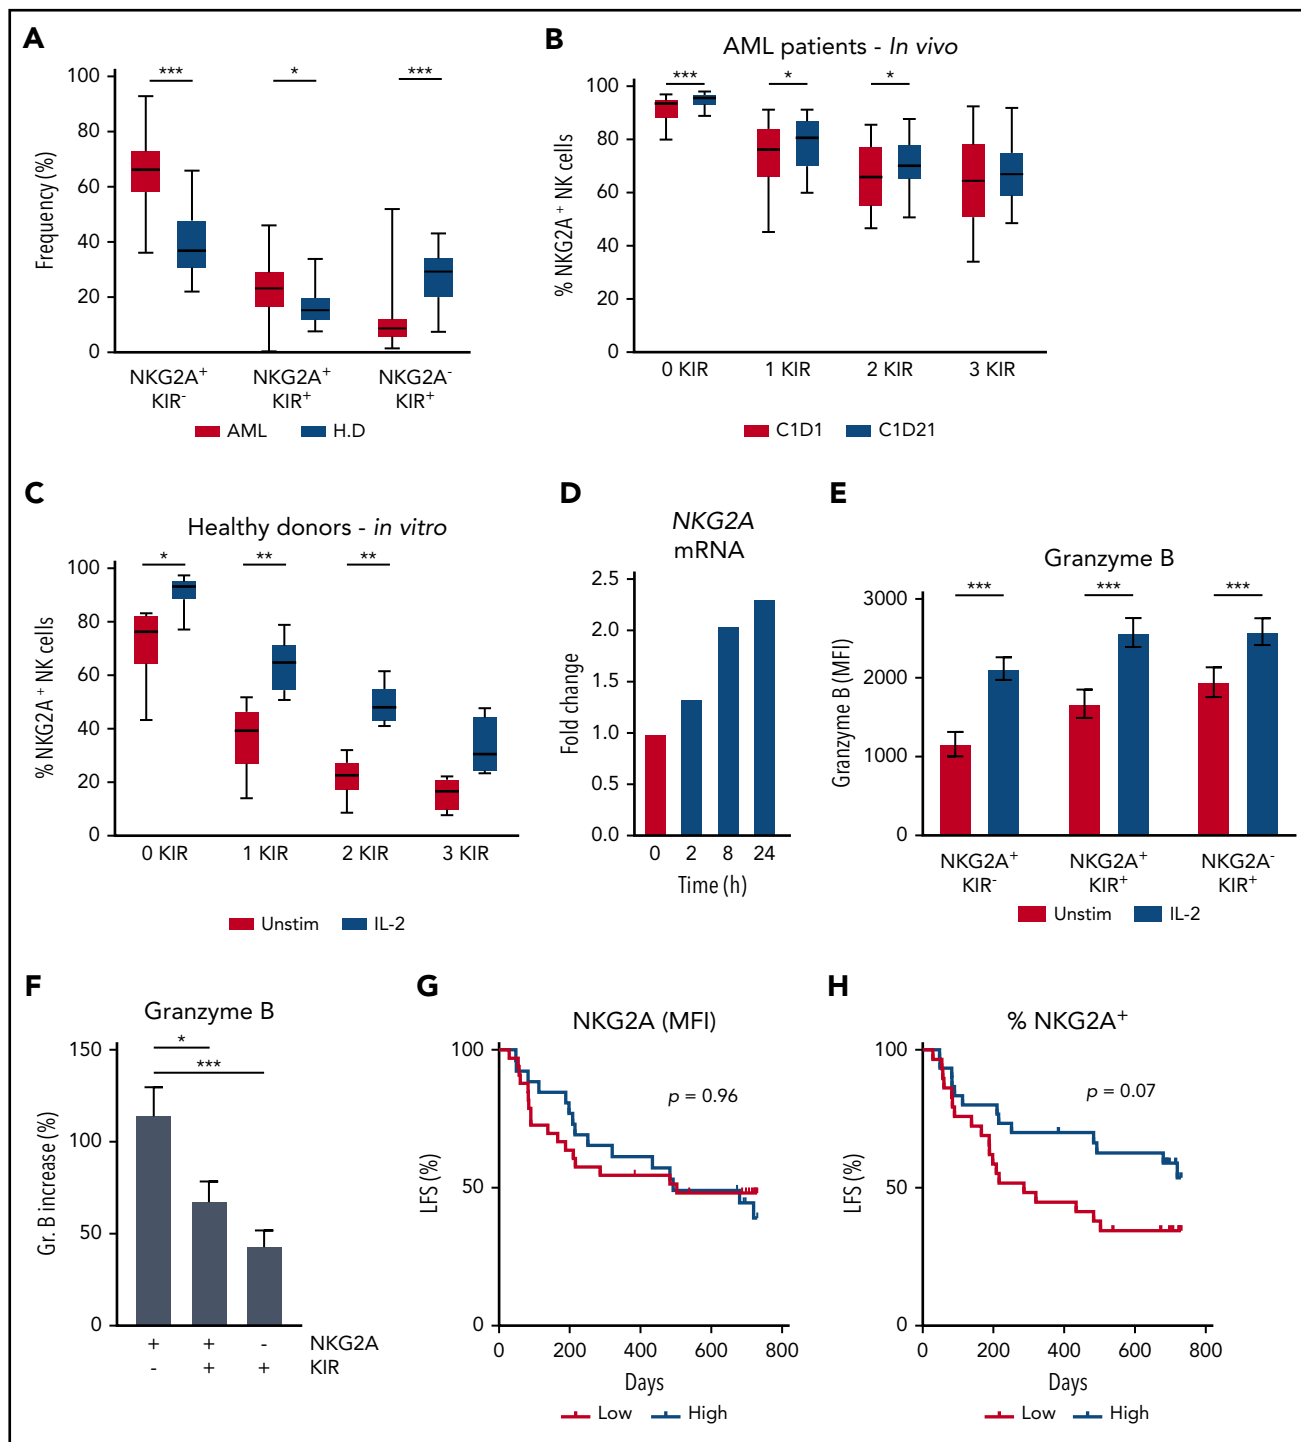 A
Frequency (%)
100
80
60
40
20
0
***
*
***
NKG2A+ KIR-
NKG2A+ KIR+
NKG2A- KIR+
AML
H.D
B
AML patients - In vivo
% NKG2A+ NK cells
100
80
60
40
20
0
***
*
*
0 KIR
1 KIR
2 KIR
3 KIR
C1D1
C1D21
C
Healthy donors - in vitro
% NKG2A+ NK cells
100
80
60
40
20
0
*
**
**
0 KIR
1 KIR
2 KIR
3 KIR
Unstim
IL-2
D
NKG2A
mRNA
Fold change
2.5
2.0
1.5
1.0
0.5
0.0
0
2
8
24
Time (h)
E
Granzyme B
Granzyme B (MFI)
3000
2000
1000
0
***
***
***
NKG2A+ KIR-
NKG2A+ KIR+
NKG2A- KIR+
Unstim
IL-2
F
Granzyme B
Gr. B increase (%)
150
100
50
0
*
***
+ + - NKG2A
- + + KIR
G
NKG2A (MFI)
LFS (%)
100
50
0
p = 0.96
0 200 400 600 800
Days
Low
High
H
% NKG2A+
LFS (%)
100
50
0
p = 0.07
0 200 400 600 800
Days
Low
High